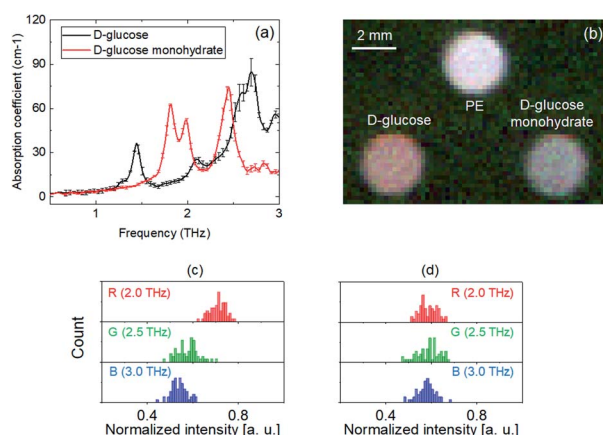 (a)
D-glucose
D-glucose monohydrate
Absorption coefficient (cm-1)
120
90
60
30
0
1
2
3
Frequency (THz)
(b)
2 mm
PE
D-glucose
D-glucose
monohydrate
(c)
R (2.0 THz)
G (2.5 THz)
B (3.0 THz)
Count
0.4
0.8
Normalized intensity [a. u.]
(d)
R (2.0 THz)
G (2.5 THz)
B (3.0 THz)
0.4
0.8
Normalized intensity [a. u.]